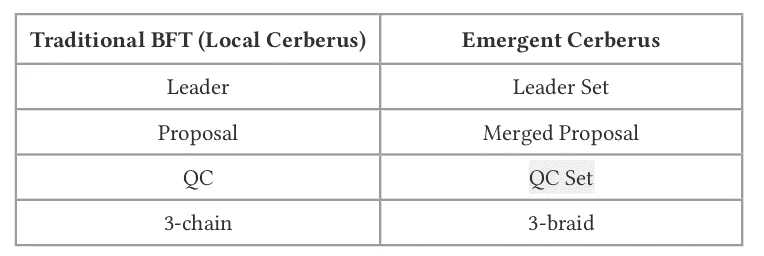 Traditional BFT (Local Cerberus) Emergent Cerberus
Leader Leader Set
Proposal Merged Proposal
QC QC Set
3-chain 3-braid